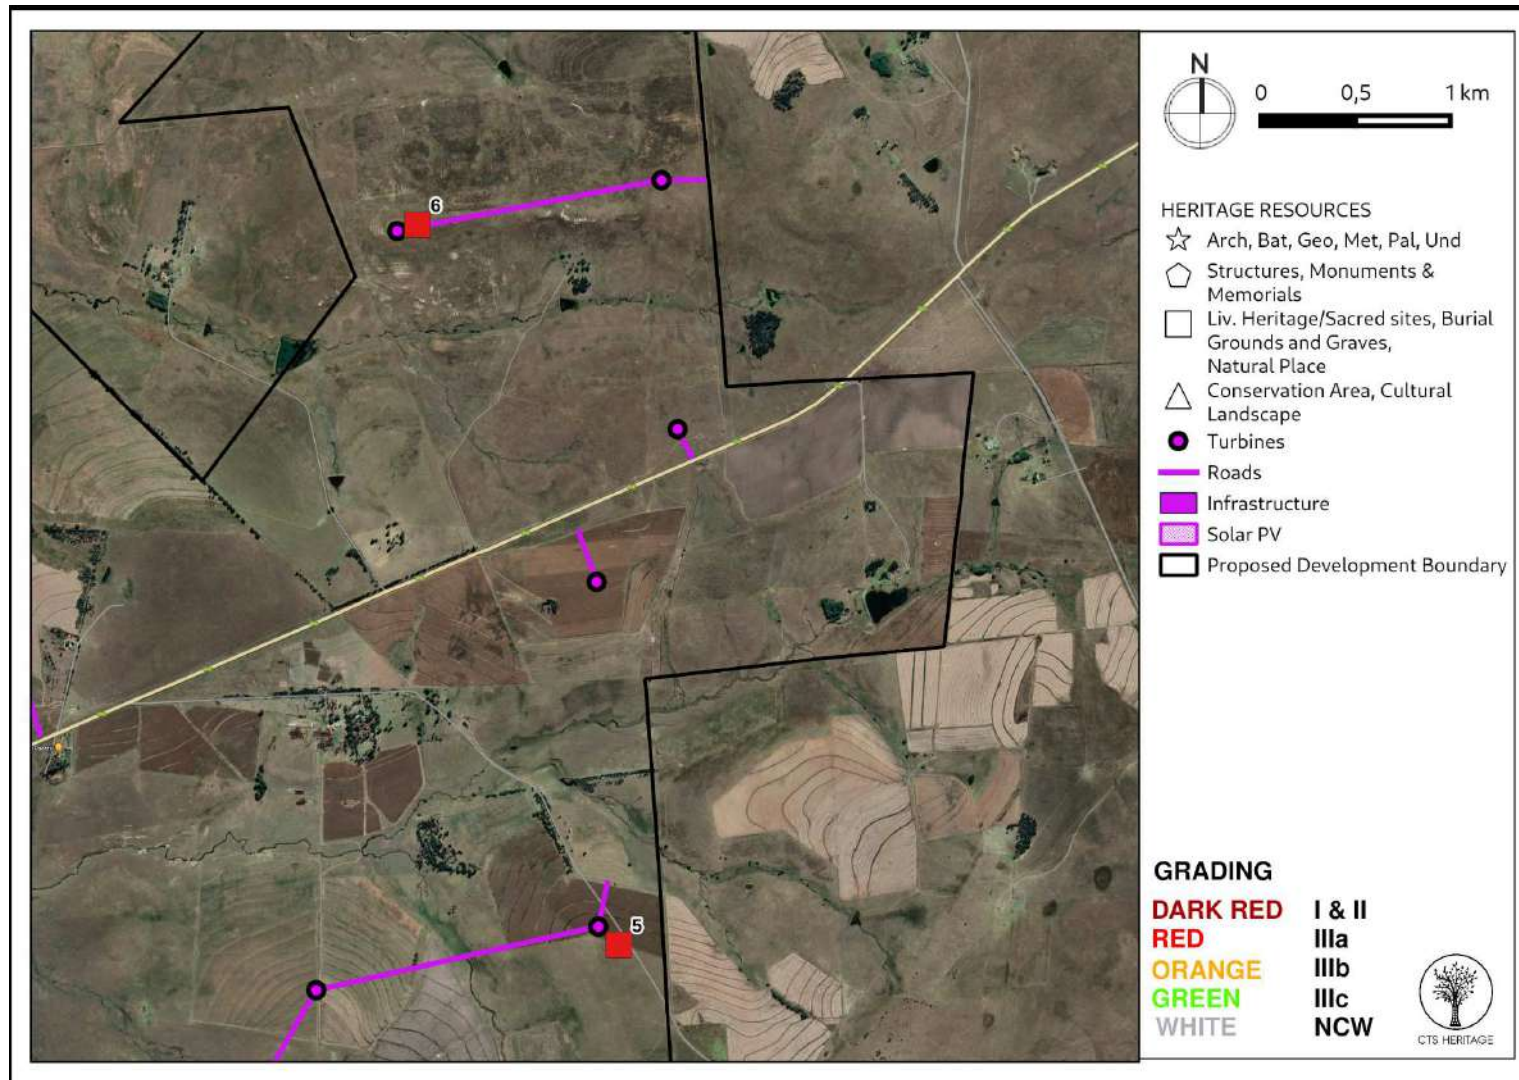 6
5
N
0 0,5 1 km
HERITAGE RESOURCES
Arch, Bat, Geo, Met, Pal, Und
Structures, Monuments &
Memorials
Liv. Heritage/Sacred sites, Burial
Grounds and Graves,
Natural Place
Conservation Area, Cultural
Landscape
Turbines
Roads
Infrastructure
Solar PV
Proposed Development Boundary
GRADING
DARK RED I & II
RED IIIa
ORANGE IIIb
GREEN IIIc
WHITE NCW
CTS HERITAGE